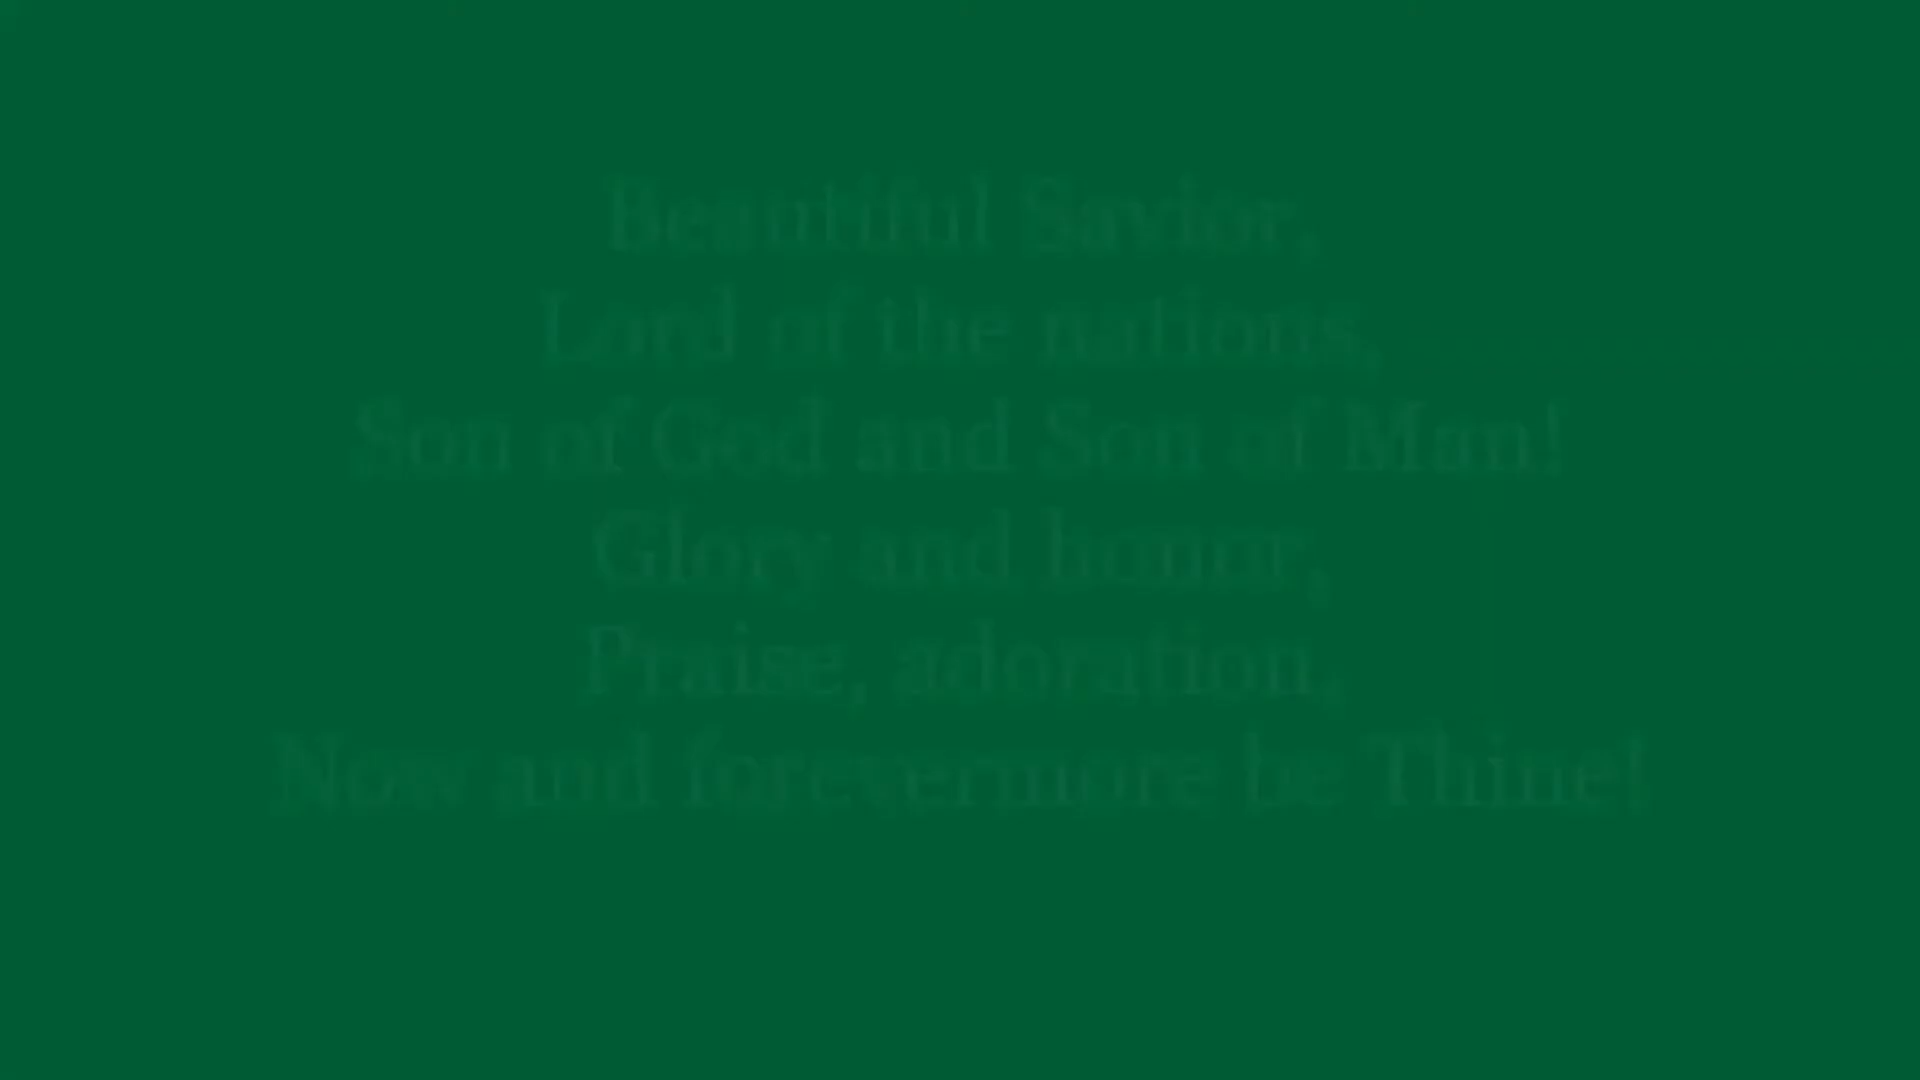 Beautiful Savior,
Lord of the nations,
Son of God and Son of Man!
Glory and honor,
Praise, adoration,
Now and forevermore be Thine!